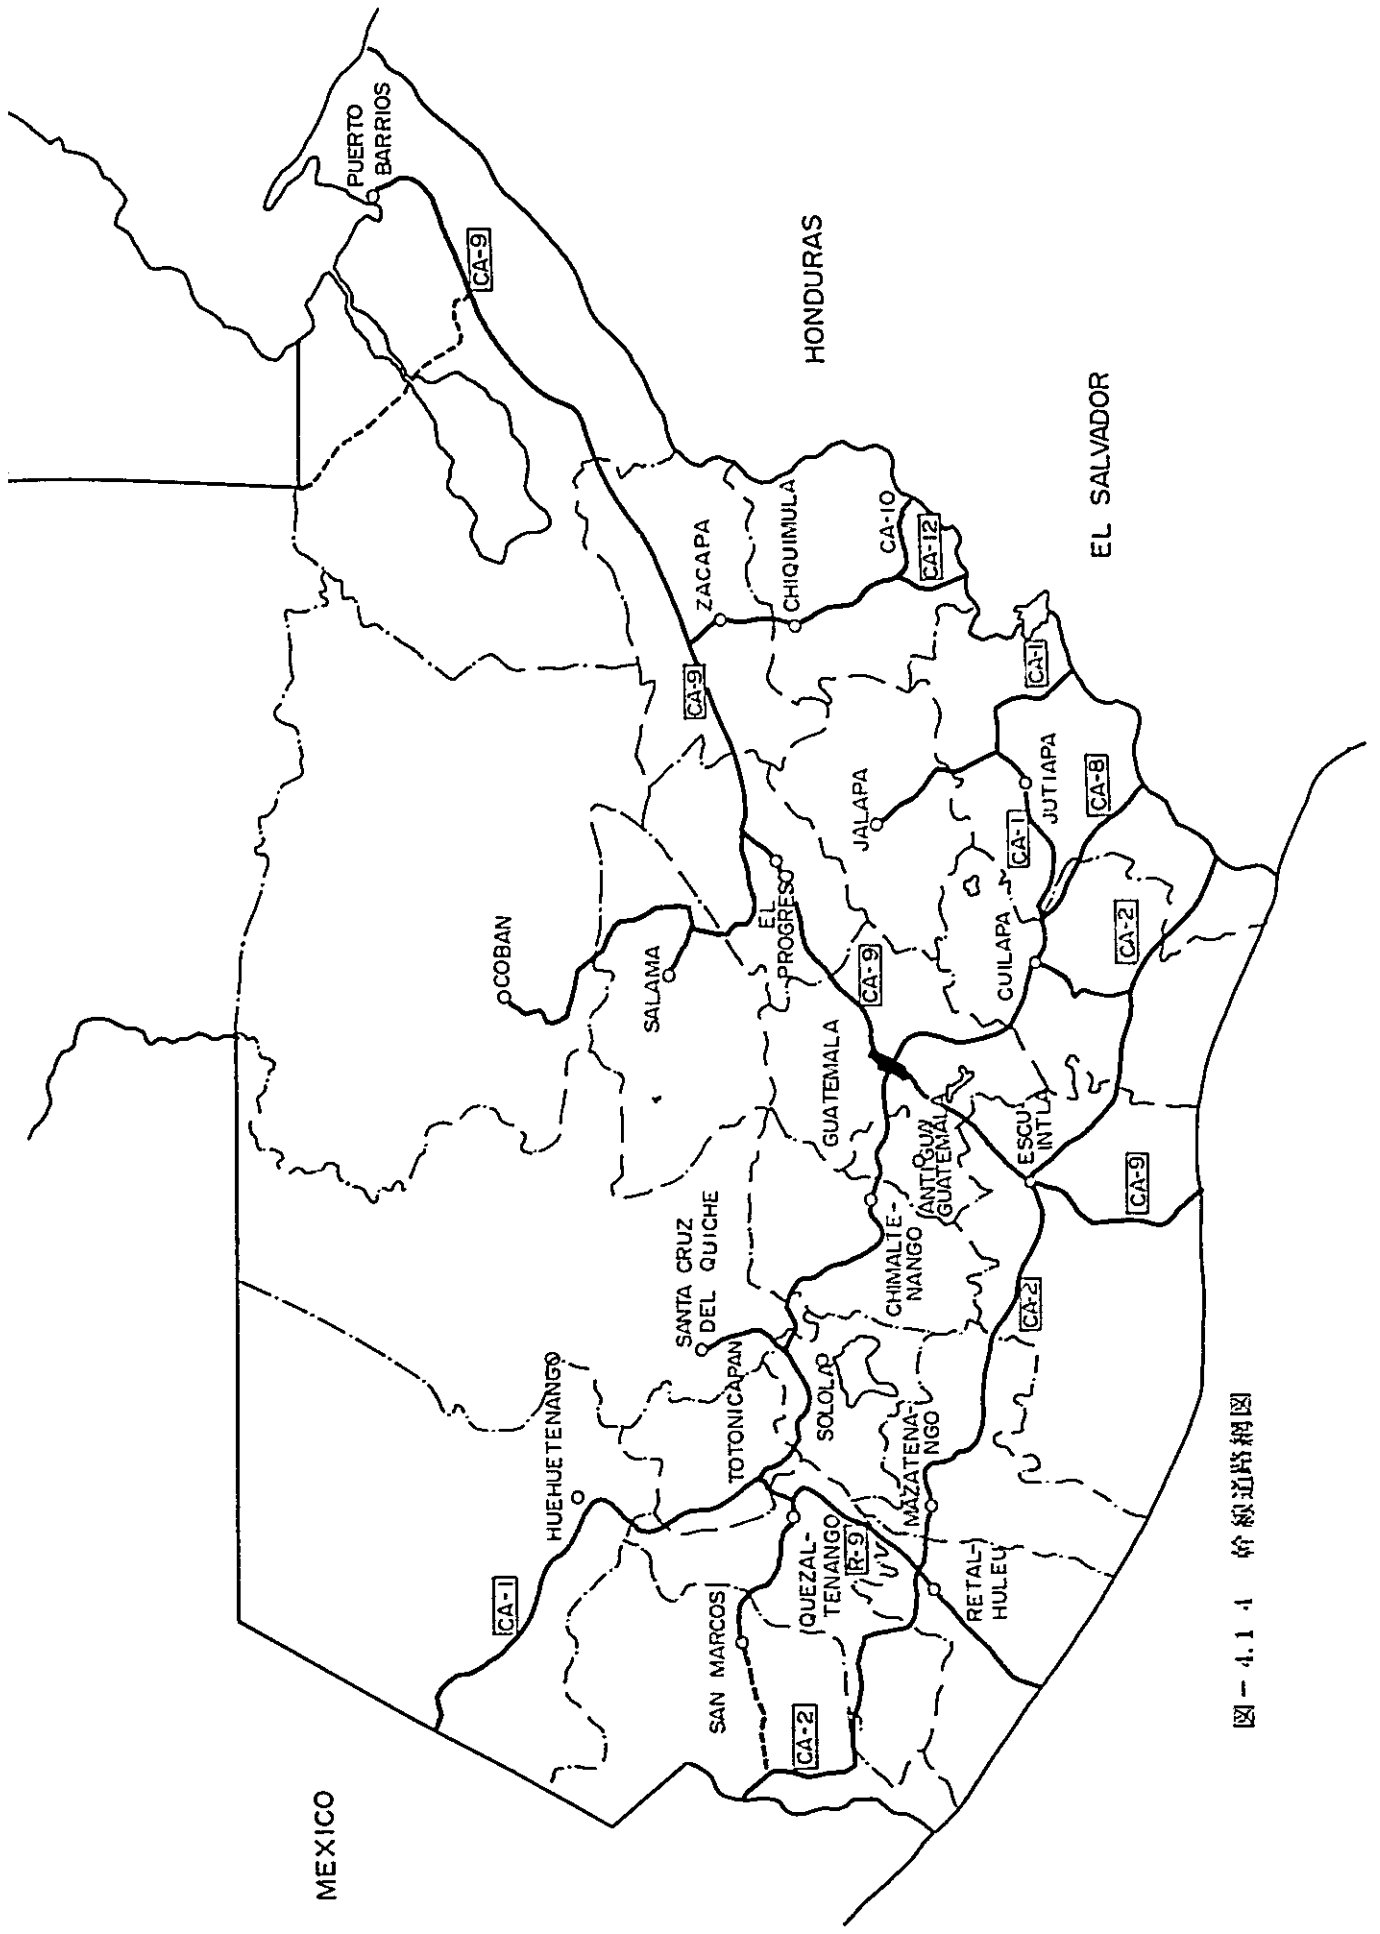 MEXICO
HONDURAS
EL SALVADOR
PUERTO
BARRIOS
CA-9
COBAN
SALAMA
ZACAPA
CHIQUIMULA
CA-10
CA-12
CA-9
EL
PROGRESO
JALAPA
CA-1
JUTIAPA
CA-1
CA-8
CUILAPA
CA-2
CA-9
GUATEMALA
ANTIGUA
GUATEMALA
ESCU-
INTLA
CA-9
CHIMALTE-
NANGO
CA-2
SANTA CRUZ
DEL QUICHE
HUEHUETENANGO
TOTONICAPAN
SOLOLA
MAZATENA-
NGO
CA-1
SAN MARCOS
QUEZAL-
TENANGO
R-9
RETAL-
HULEU
CA-2
図-4.1 4 幹線道路網図